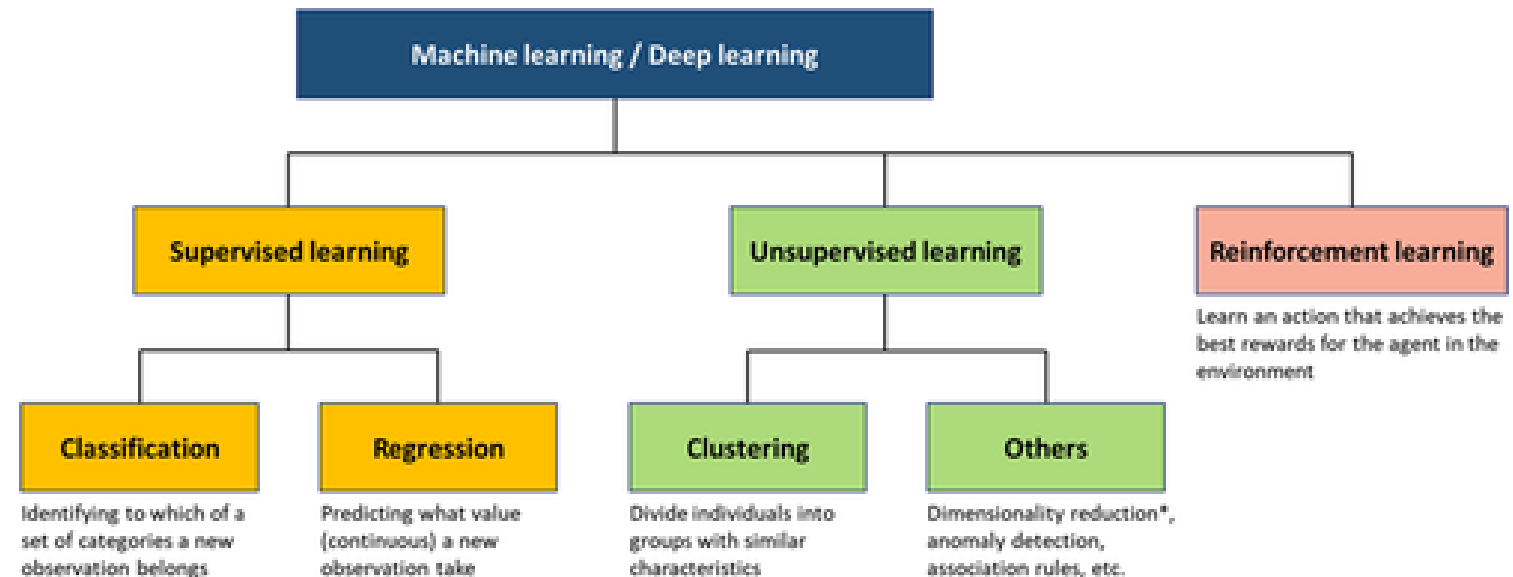 Machine learning / Deep learning
Supervised learning
Unsupervised learning
Reinforcement learning
Learn an action that achieves the
best rewards for the agent in the
environment
Classification
Regression
Clustering
Others
Identifying to which of a
set of categories a new
observation belongs
Predicting what value
(continuous) a new
observation take
Divide individuals into
groups with similar
characteristics
Dimensionality reduction*,
anomaly detection,
association rules, etc.